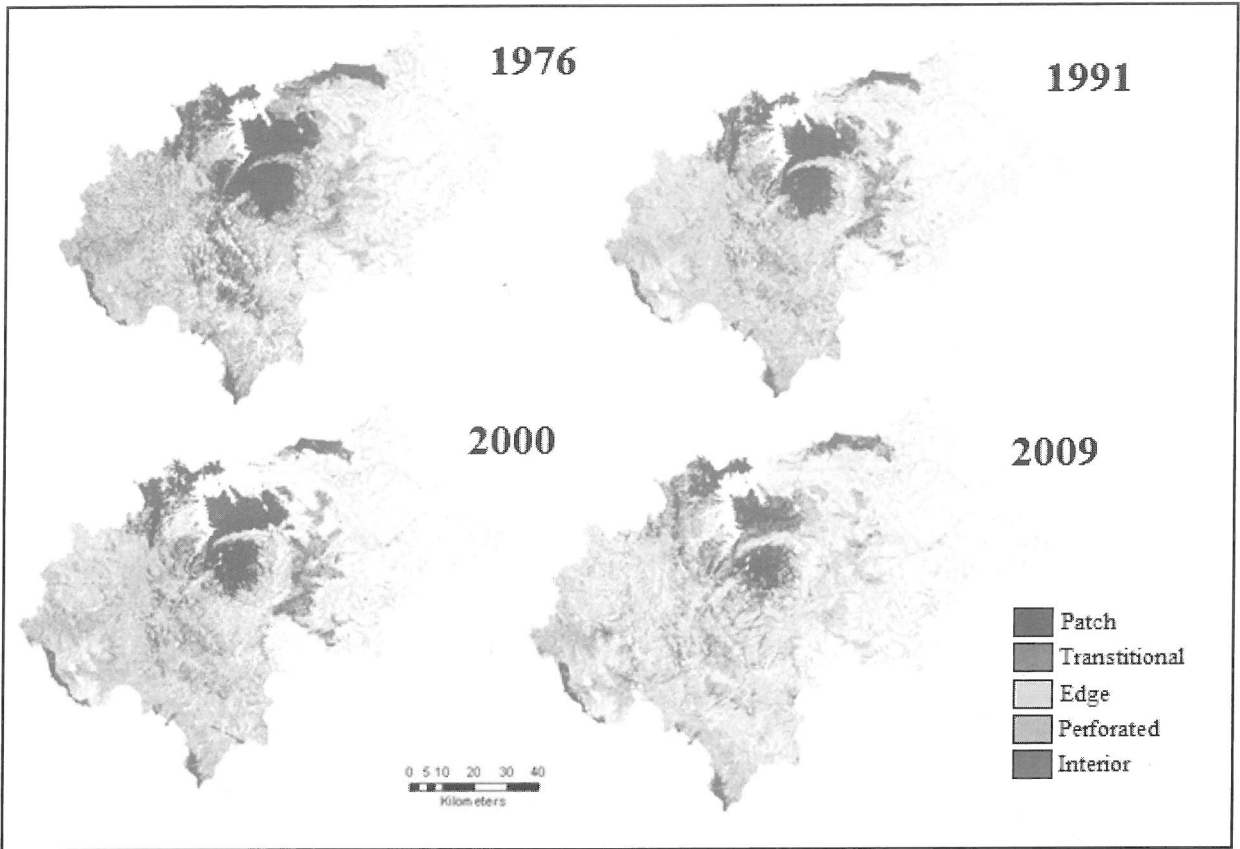 1976
1991
2000
2009
Patch
Transtitional
Edge
Perforated
Interior
0 5 10 20 30 40
Kilometers